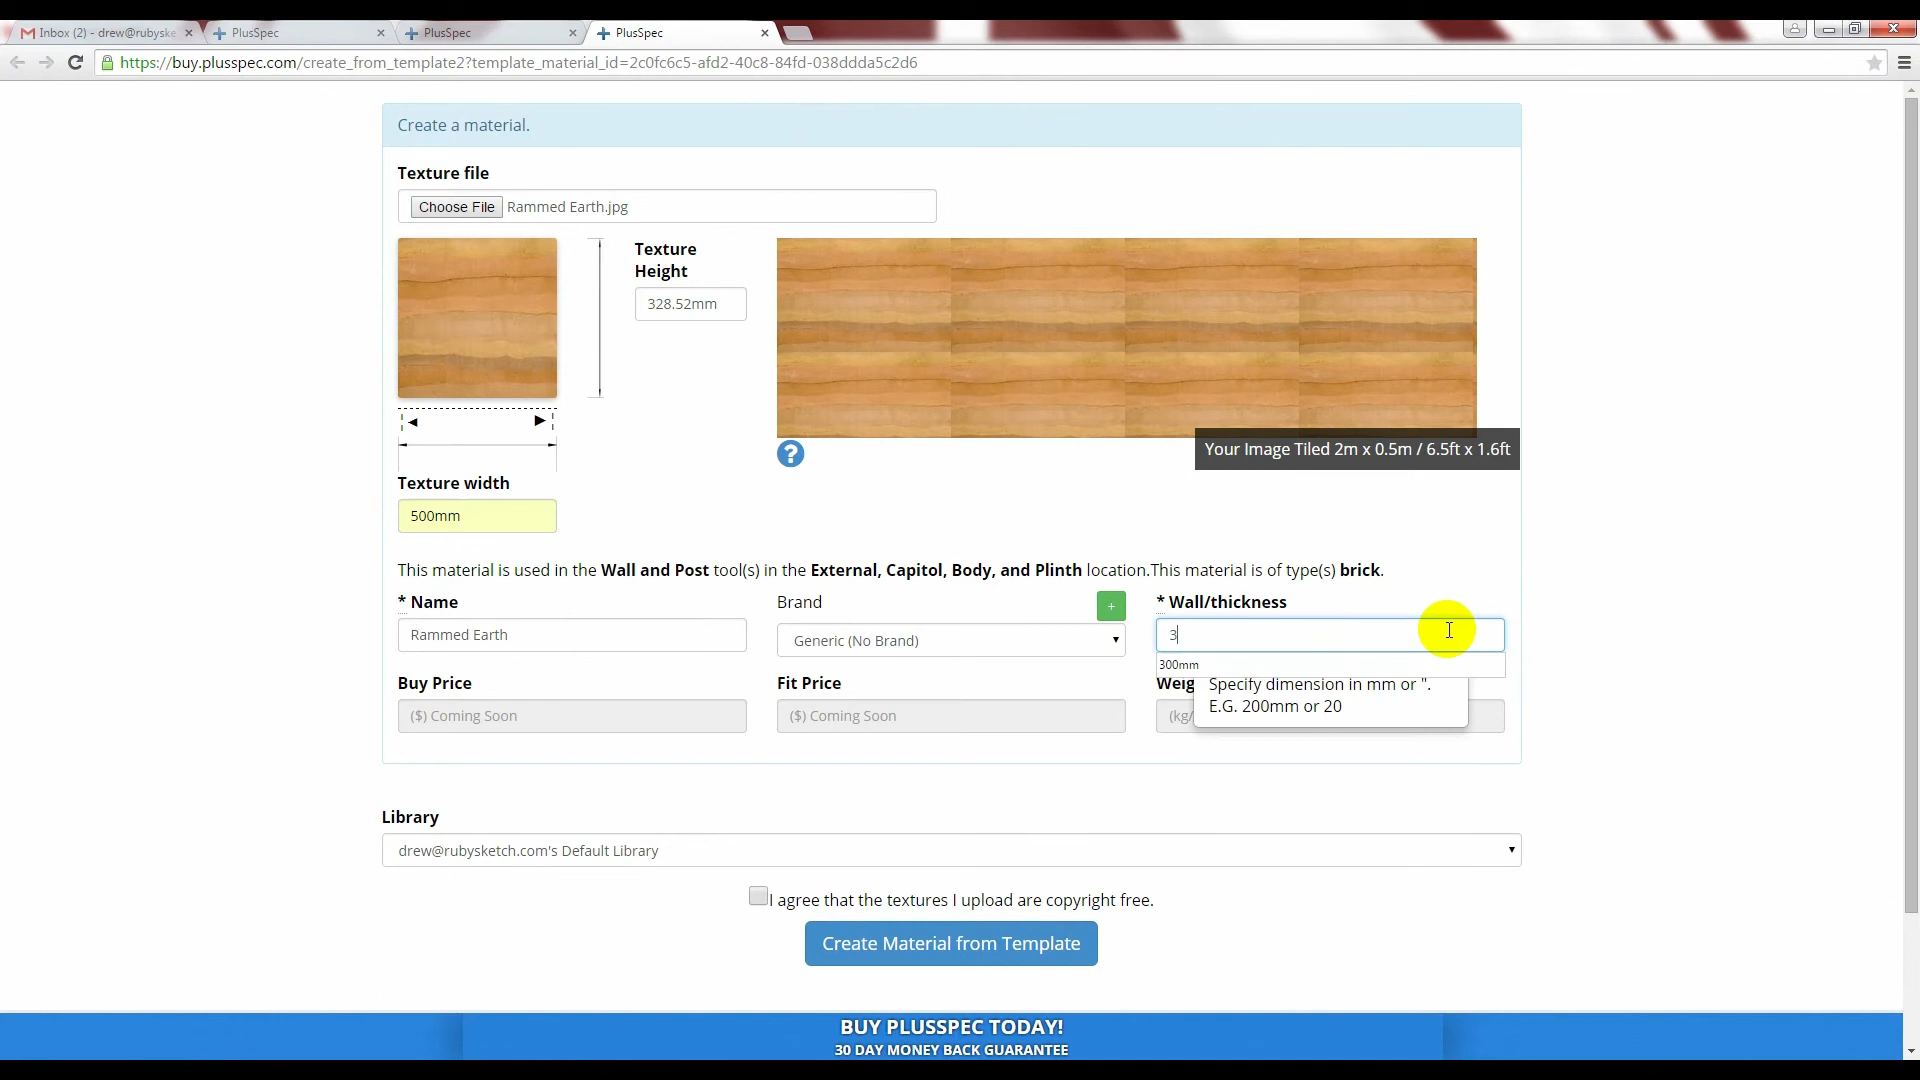 Inbox (2) - drew@rubyske
PlusSpec
PlusSpec
PlusSpec
https://buy.plusspec.com/create_from_template2?template_material_id=2c0fc6c5-afd2-40c8-84fd-038ddda5c2d6
Create a material.
Texture file
Choose File Rammed Earth.jpg
Texture
Height
328.52mm
?
Your Image Tiled 2m x 0.5m / 6.5ft x 1.6ft
Texture width
500mm
This material is used in the Wall and Post tool(s) in the External, Capitol, Body, and Plinth location.This material is of type(s) brick.
* Name
Brand
+
* Wall/thickness
Rammed Earth
Generic (No Brand)
3
300mm
Buy Price
Fit Price
Weig
Specify dimension in mm or ".
E.G. 200mm or 20
($) Coming Soon
($) Coming Soon
(kg/
Library
drew@rubysketch.com's Default Library
I agree that the textures I upload are copyright free.
Create Material from Template
BUY PLUSSPEC TODAY!
30 DAY MONEY BACK GUARANTEE